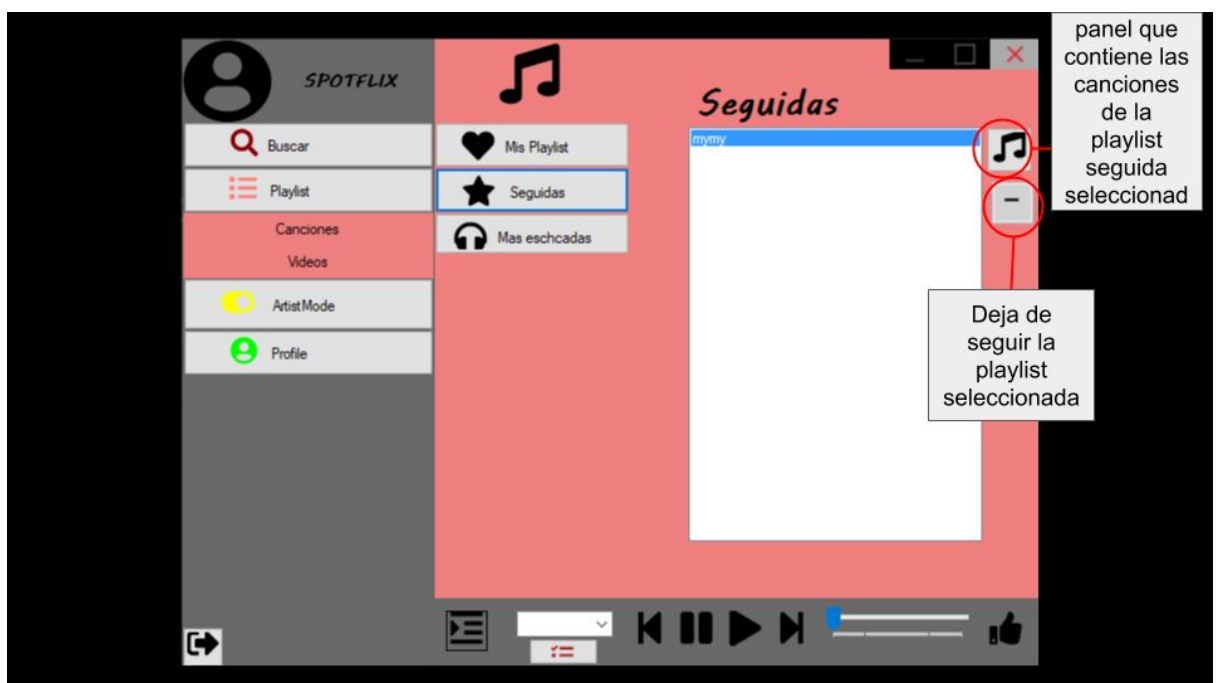 SPOTFLIX
Buscar
Playlist
Canciones
Videos
ArtistMode
Profile
Mis Playlist
Seguidas
Mas eschcadas
Seguidas
mymy
panel que
contiene las
canciones
de la
playlist
seguida
seleccionad
Deja de
seguir la
playlist
seleccionada